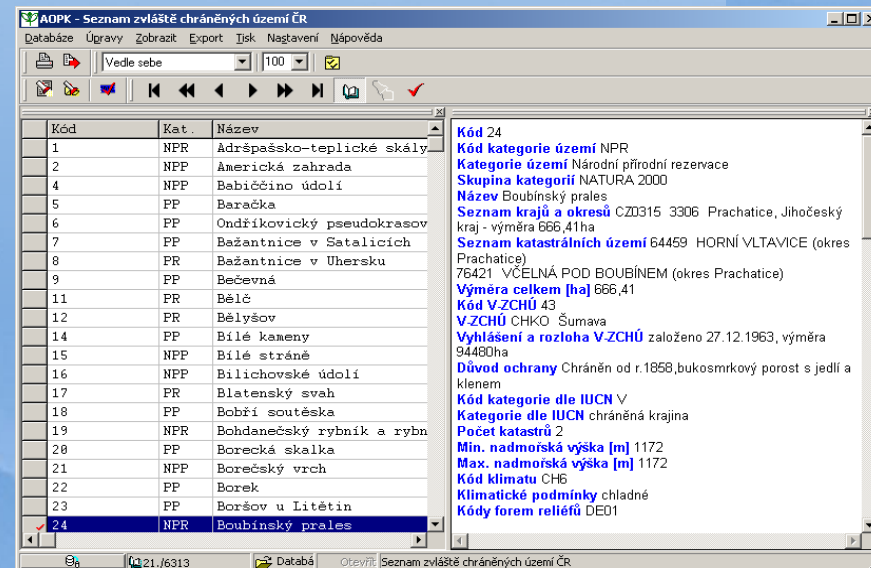 AOPK - Seznam zvláště chráněných území ČR
Databáze Úpravy Zobrazit Export Tisk Nastavení Nápověda
Vedle sebe 100
Kód Kat. Název
1 NPR Adršpašsko-teplické skály
2 NPP Americká zahrada
4 NPP Babiččino údolí
5 PP Baračka
6 PP Ondříkovický pseudokrasov
7 PP Bažantnice v Satalicích
8 PR Bažantnice v Uhersku
9 PP Bečevná
11 PR Bělč
12 PR Bělyšov
14 PP Bílé kameny
15 NPP Bílé stráně
16 NPP Bilichovské údolí
17 PR Blatenský svah
18 PP Bobří soutěska
19 NPR Bohdanečský rybník a rybn
20 PP Borecká skalka
21 NPP Borečský vrch
22 PP Borek
23 PP Boršov u Litětin
24 NPR Boubínský prales
Kód 24
Kód kategorie území NPR
Kategorie území Národní přírodní rezervace
Skupina kategorií NATURA 2000
Název Boubínský prales
Seznam krajů a okresů CZ0315 3306 Prachatice, Jihočeský
kraj - výměra 666,41ha
Seznam katastrálních území 64459 HORNÍ VLTAVICE (okres
Prachatice)
76421 VČELNÁ POD BOUBÍNEM (okres Prachatice)
Výměra celkem [ha] 666,41
Kód V-ZCHÚ 43
V-ZCHÚ CHKO Šumava
Vyhlášení a rozloha V-ZCHÚ založeno 27.12.1963, výměra
94480ha
Důvod ochrany Chráněn od r.1858,bukosmrkový porost s jedlí a
klenem
Kód kategorie dle IUCN V
Kategorie dle IUCN chráněná krajina
Počet katastrů 2
Min. nadmořská výška [m] 1172
Max. nadmořská výška [m] 1172
Kód klimatu CH6
Klimatické podmínky chladné
Kódy forem reliéfů DE01
21./6313 Databá Otevřít Seznam zvláště chráněných území ČR